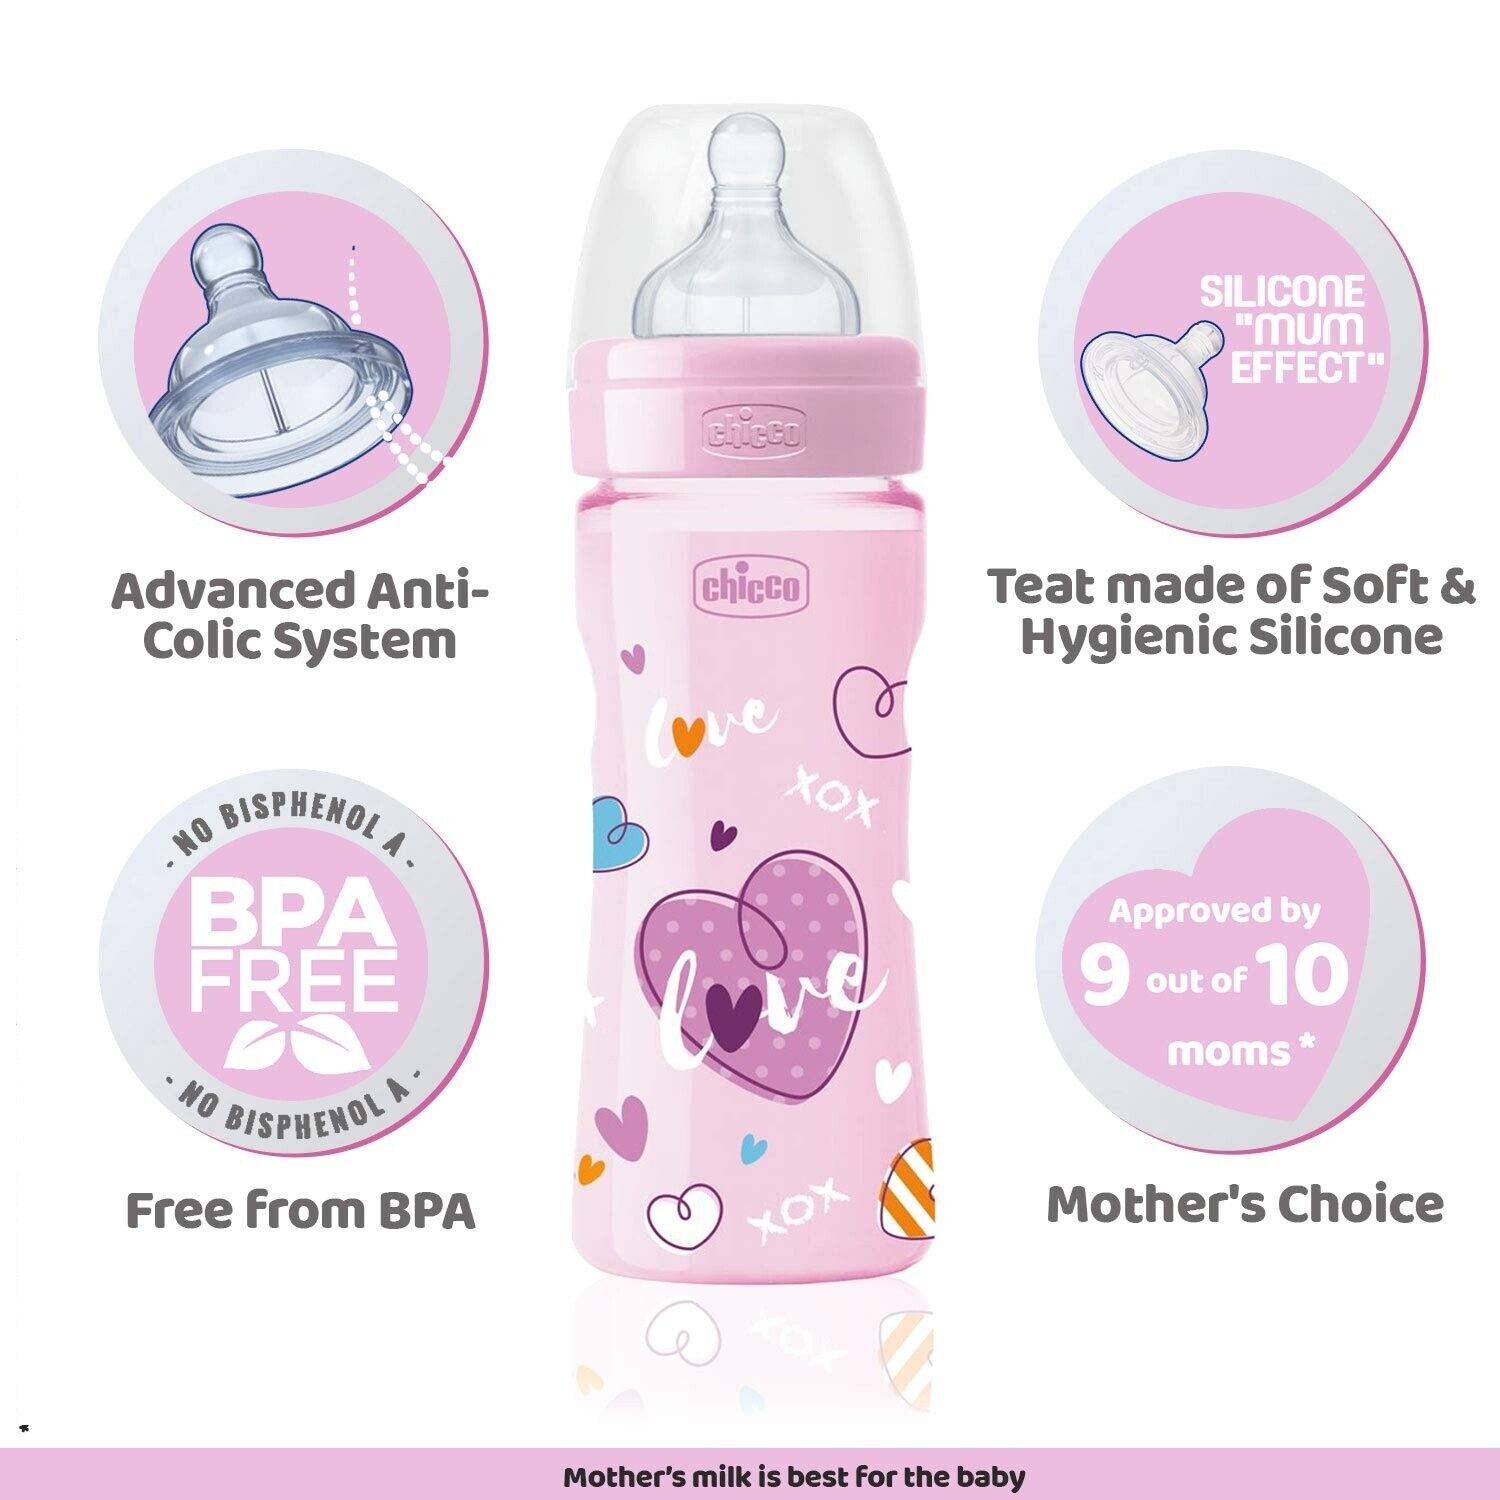 SILICONE
"MUM
EFFECT"
chicco
Advanced Anti-
Colic System
chicco
Teat made of Soft &
Hygienic Silicone
love
xox
- NO BISPHENOL A -
BPA
FREE
- NO BISPHENOL A -
Free from BPA
love
xox
Approved by
9 out of 10
moms*
Mother's Choice
xox
*
Mother's milk is best for the baby